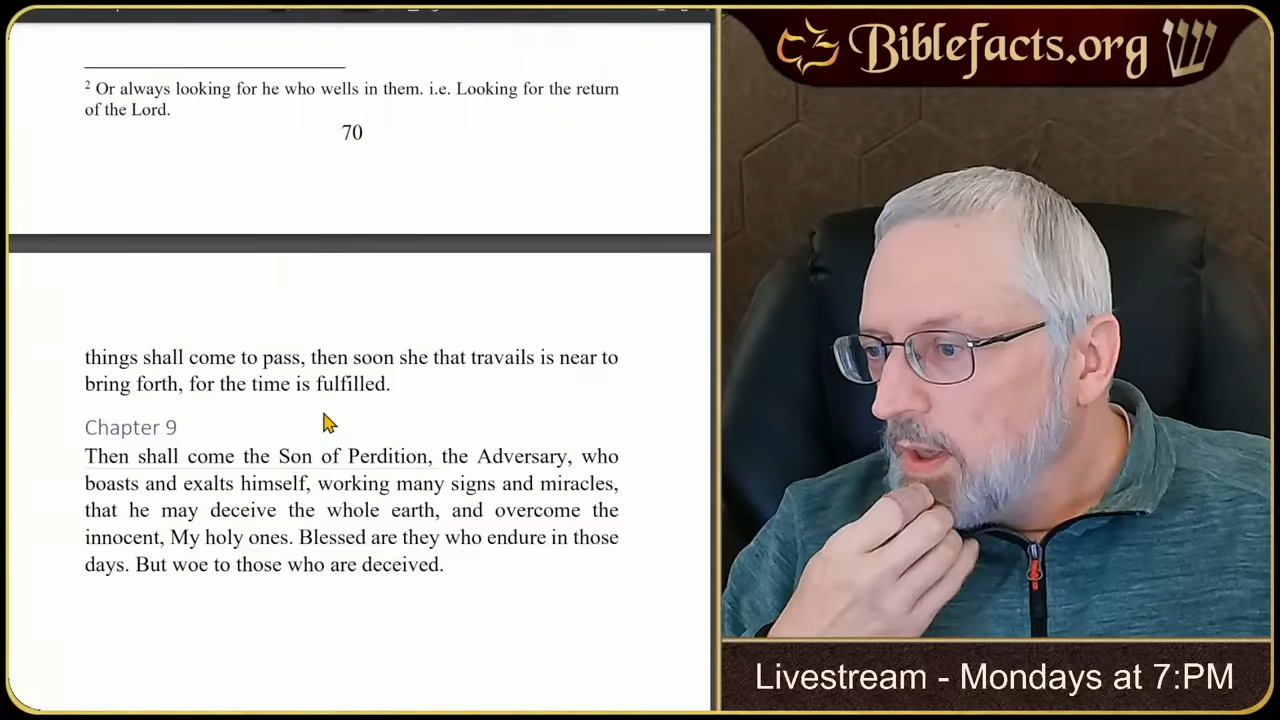 ² Or always looking for he who wells in them. i.e. Looking for the return
of the Lord.
70
things shall come to pass, then soon she that travails is near to
bring forth, for the time is fulfilled.
Chapter 9
Then shall come the Son of Perdition, the Adversary, who
boasts and exalts himself, working many signs and miracles,
that he may deceive the whole earth, and overcome the
innocent, My holy ones. Blessed are they who endure in those
days. But woe to those who are deceived.
Biblefacts.org ש
Livestream - Mondays at 7:PM